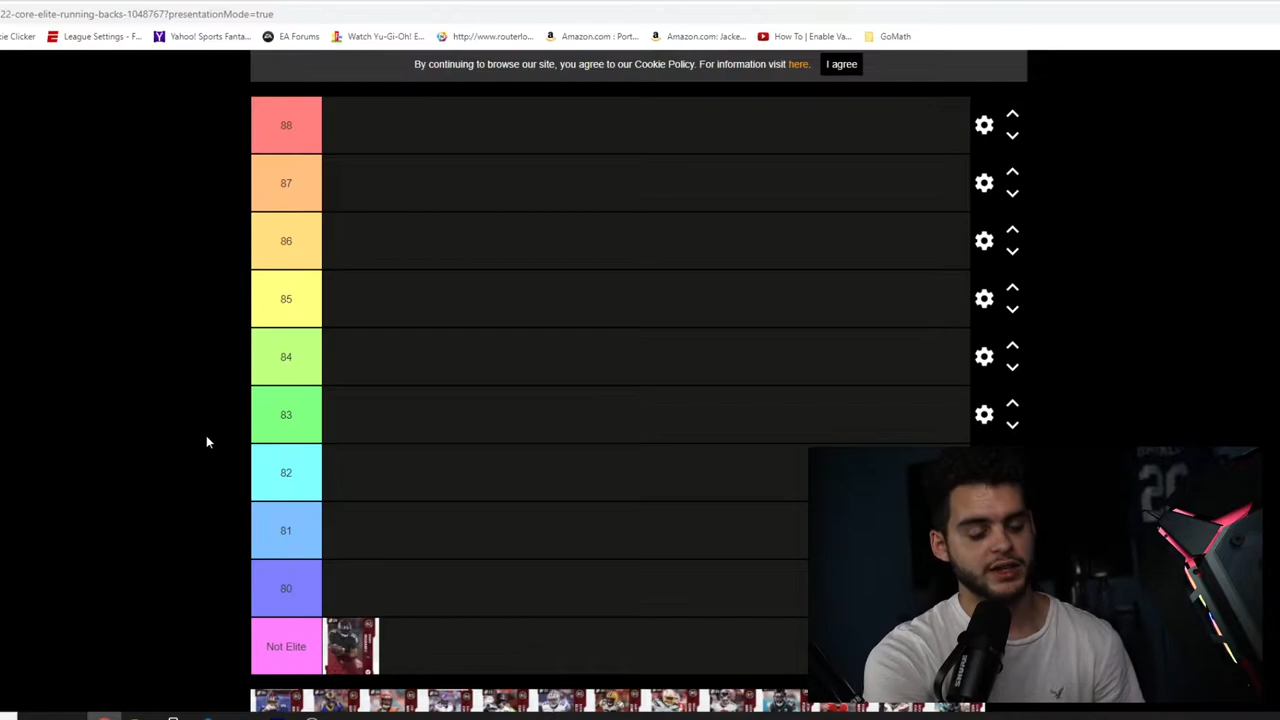 22-core-elite-running-backs-1048767?presentationMode=true
kie Clicker League Settings - F... Yahoo! Sports Fanta... EA Forums Watch Yu-Gi-Oh! E... http://www.routerlo... Amazon.com : Port... Amazon.com: Jacke... How To | Enable Va... GoMath
By continuing to browse our site, you agree to our Cookie Policy. For information visit here. I agree
88
87
86
85
84
83
82
81
80
Not Elite
20
SHURE